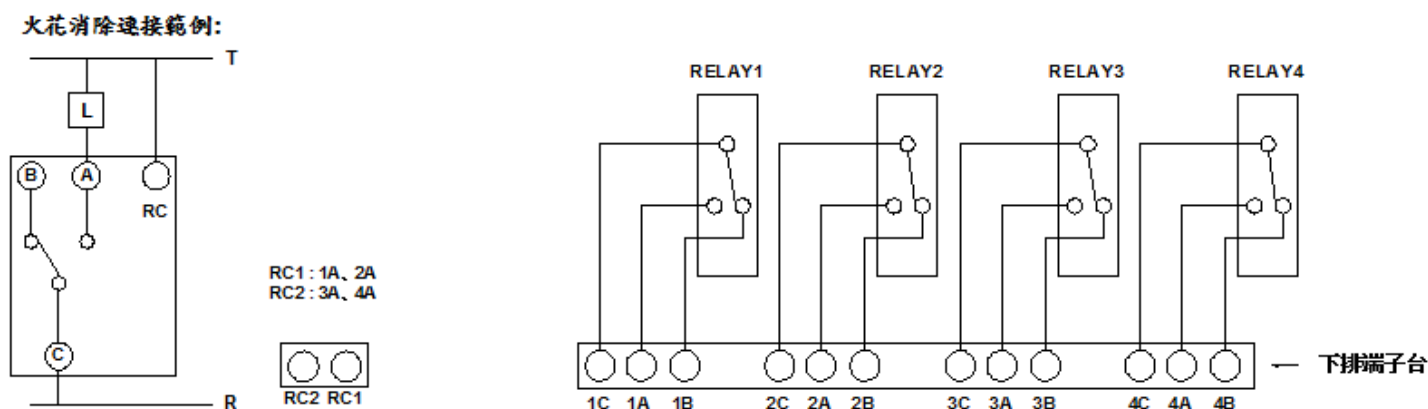 火花消除連接範例:
T
L
B A
RC
C
R
RC1 : 1A、2A
RC2 : 3A、4A
RC2 RC1
RELAY1 RELAY2 RELAY3 RELAY4
下排端子台
1C 1A 1B 2C 2A 2B 3C 3A 3B 4C 4A 4B